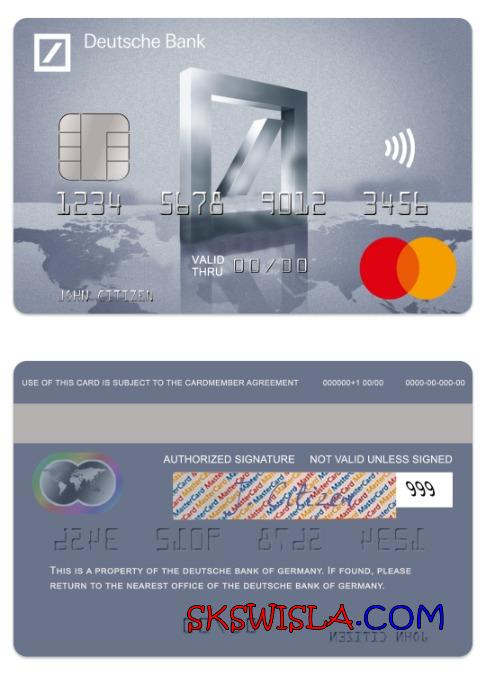 Deutsche Bank
1234 5678 9012 3456
VALID THRU 00/00
JOHN CITIZEN
USE OF THIS CARD IS SUBJECT TO THE CARDMEMBER AGREEMENT 000000+1 00/00 0000-00-000-00
AUTHORIZED SIGNATURE NOT VALID UNLESS SIGNED
MasterCard
J. Citizen
999
1234 5678 9012 3456
THIS IS A PROPERTY OF THE DEUTSCHE BANK OF GERMANY. IF FOUND, PLEASE
RETURN TO THE NEAREST OFFICE OF THE DEUTSCHE BANK OF GERMANY.
SKSWISLA.COM
00/00
JOHN CITIZEN